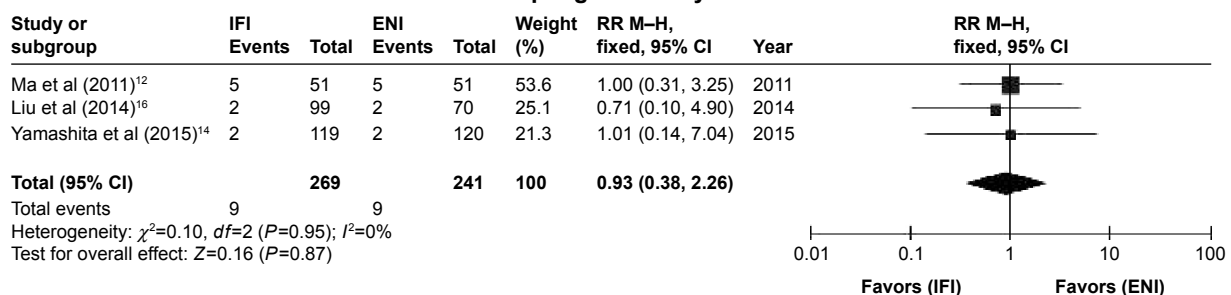 Study or subgroup IFI Events Total ENI Events Total Weight (%) RR M–H, fixed, 95% CI Year RR M–H, fixed, 95% CI
Ma et al (2011)12 5 51 5 51 53.6 1.00 (0.31, 3.25) 2011
Liu et al (2014)16 2 99 2 70 25.1 0.71 (0.10, 4.90) 2014
Yamashita et al (2015)14 2 119 2 120 21.3 1.01 (0.14, 7.04) 2015
Total (95% CI) 269 241 100 0.93 (0.38, 2.26)
Total events 9 9
Heterogeneity: χ2=0.10, df=2 (P=0.95); I2=0%
Test for overall effect: Z=0.16 (P=0.87)
0.01 0.1 1 10 100
Favors (IFI) Favors (ENI)